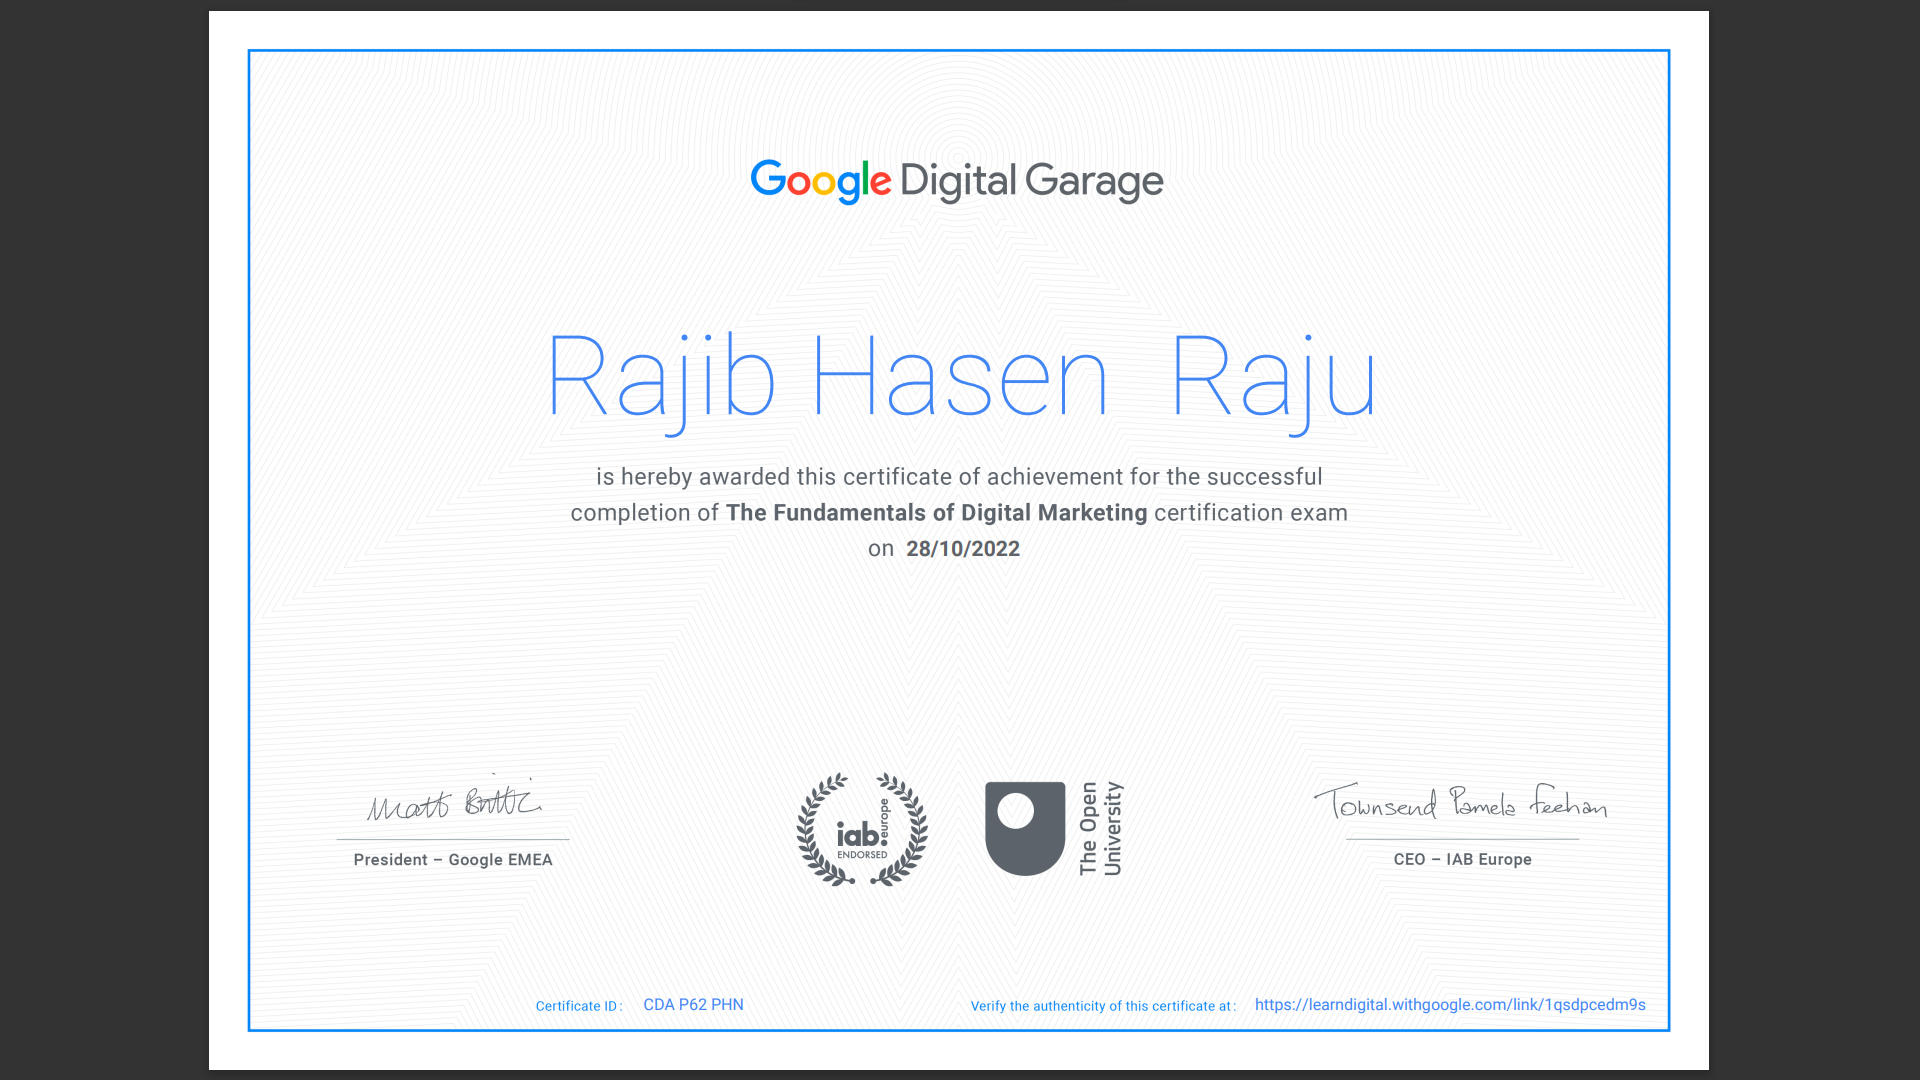 Google Digital Garage
Rajib Hasen Raju
is hereby awarded this certificate of achievement for the successful
completion of The Fundamentals of Digital Marketing certification exam
on 28/10/2022
Matt Brittin
President – Google EMEA
iab europe
ENDORSED
The Open
University
Townsend Pamela Feehan
CEO – IAB Europe
Certificate ID: CDA P62 PHN
Verify the authenticity of this certificate at: https://learndigital.withgoogle.com/link/1qsdpcedm9s